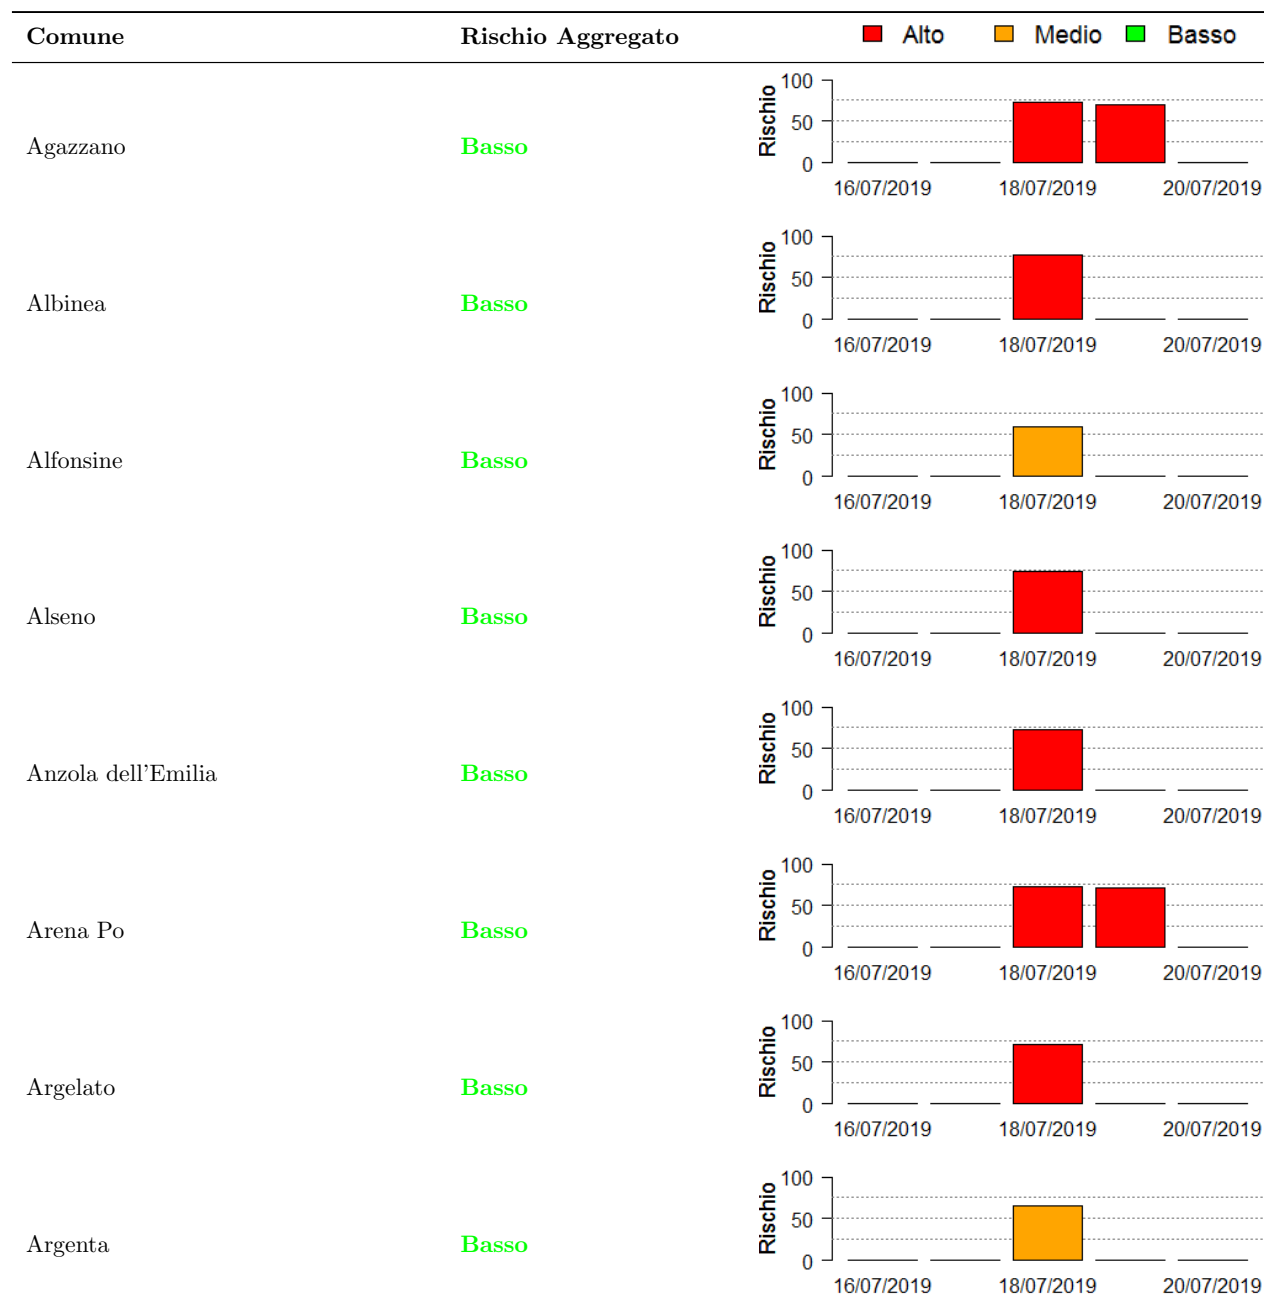 Comune Rischio Aggregato Alto Medio Basso
100
Rischio
50
Agazzano Basso
0
16/07/2019 18/07/2019 20/07/2019
100
Rischio
50
Albinea Basso
0
16/07/2019 18/07/2019 20/07/2019
100
Rischio
50
Alfonsine Basso
0
16/07/2019 18/07/2019 20/07/2019
100
Rischio
50
Alseno Basso
0
16/07/2019 18/07/2019 20/07/2019
100
Rischio
50
Anzola dell'Emilia Basso
0
16/07/2019 18/07/2019 20/07/2019
100
Rischio
50
Arena Po Basso
0
16/07/2019 18/07/2019 20/07/2019
100
Rischio
50
Argelato Basso
0
16/07/2019 18/07/2019 20/07/2019
100
Rischio
50
Argenta Basso
0
16/07/2019 18/07/2019 20/07/2019